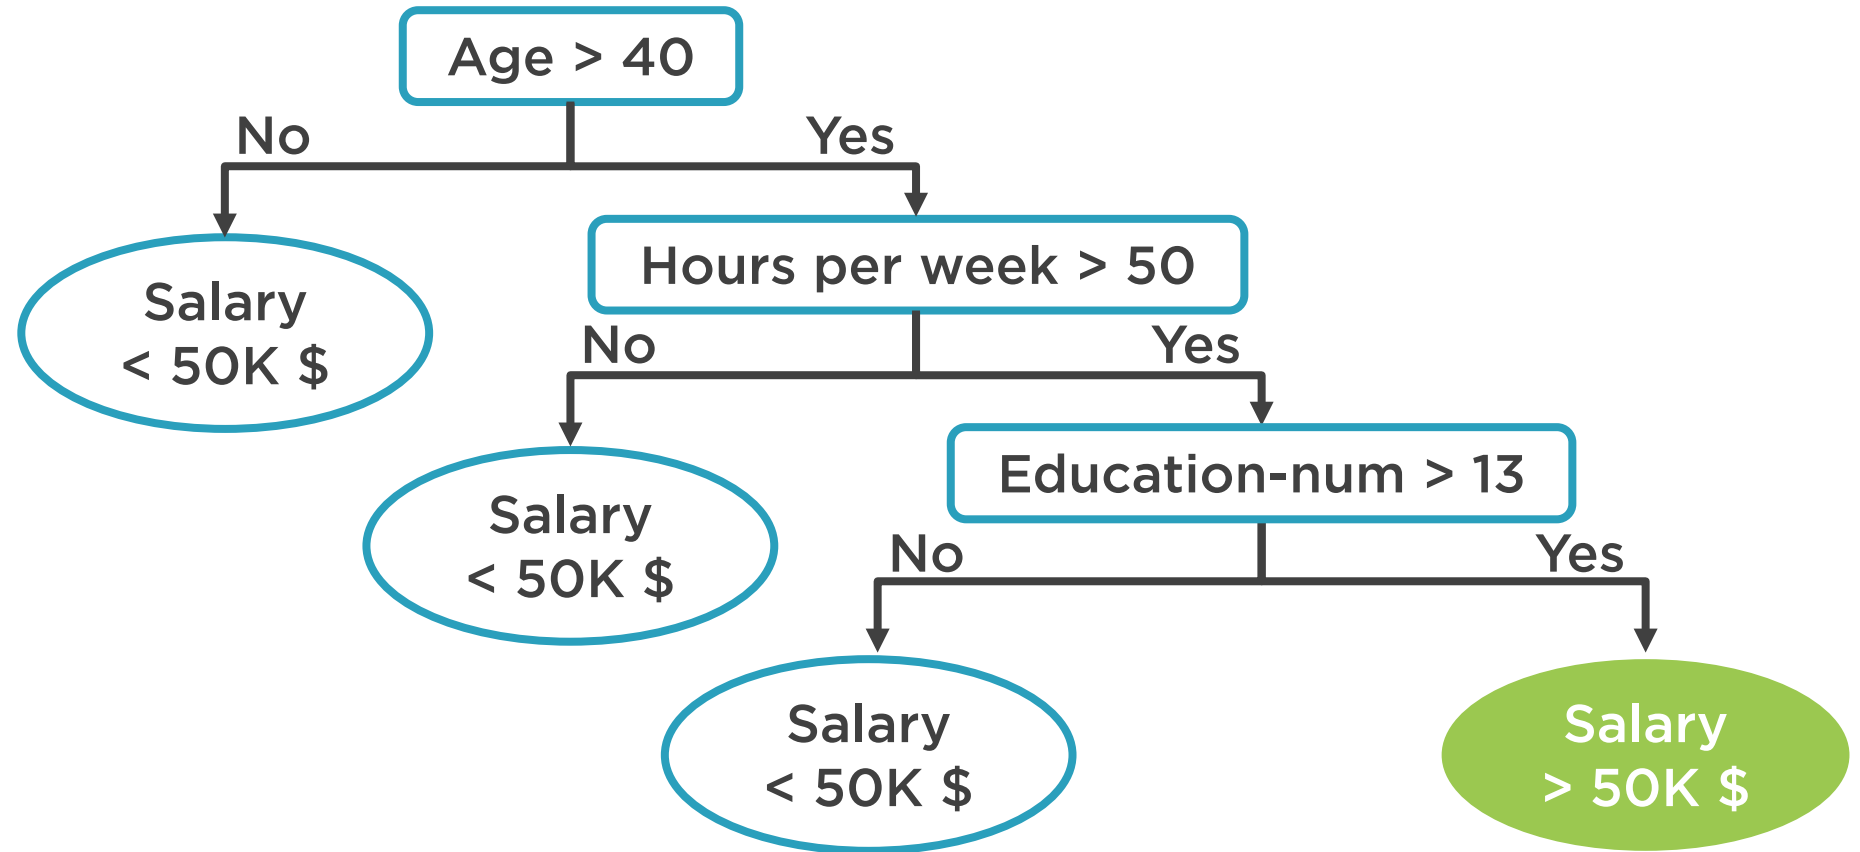 Age > 40
No
Yes
Hours per week > 50
Salary
< 50K $
No
Yes
Education-num > 13
Salary
< 50K $
No
Yes
Salary
< 50K $
Salary
> 50K $